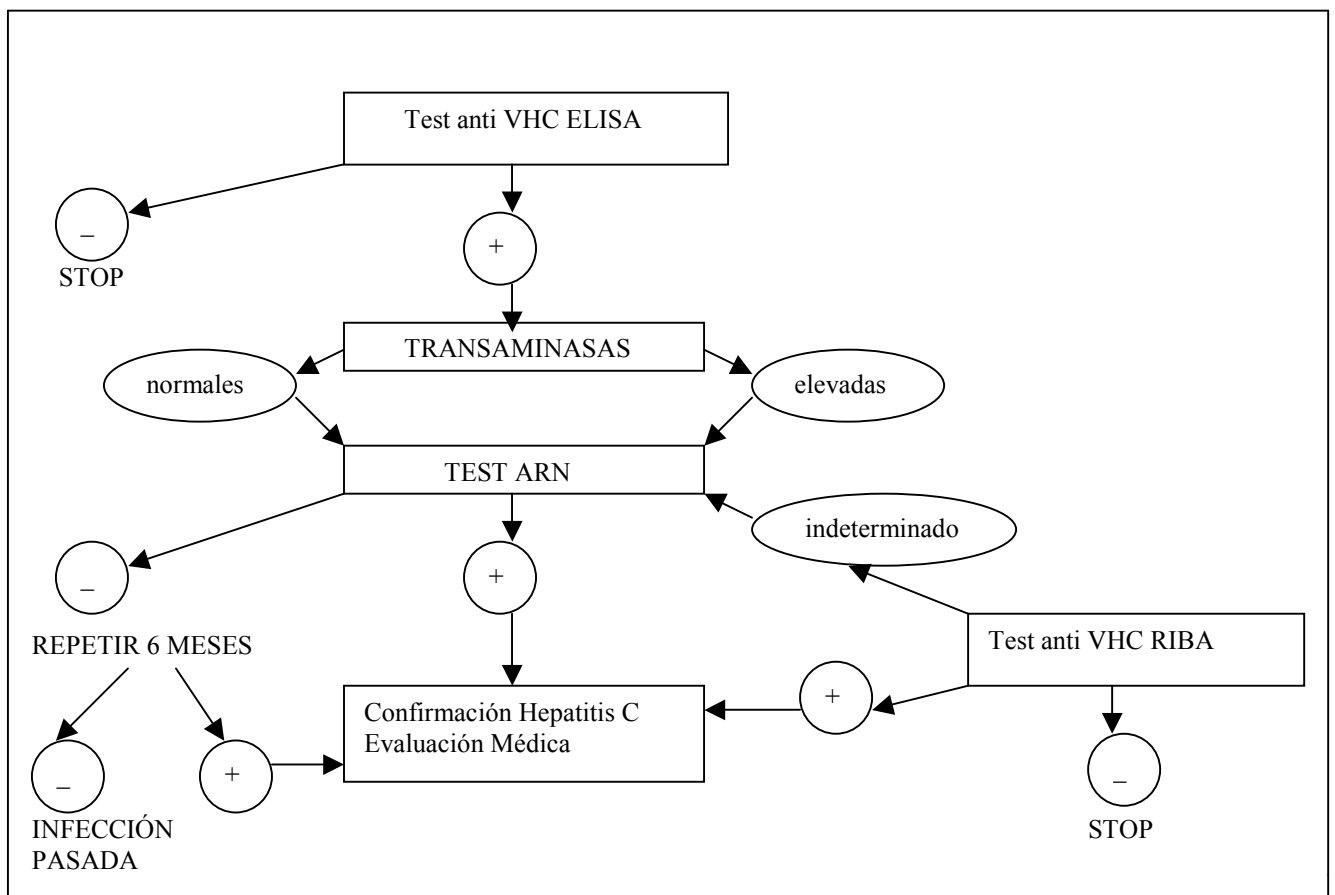 Test anti VHC ELISA
_
STOP
+
TRANSAMINASAS
normales
elevadas
TEST ARN
indeterminado
_
+
REPETIR 6 MESES
Test anti VHC RIBA
+
Confirmación Hepatitis C
Evaluación Médica
_
+
_
INFECCIÓN
PASADA
STOP